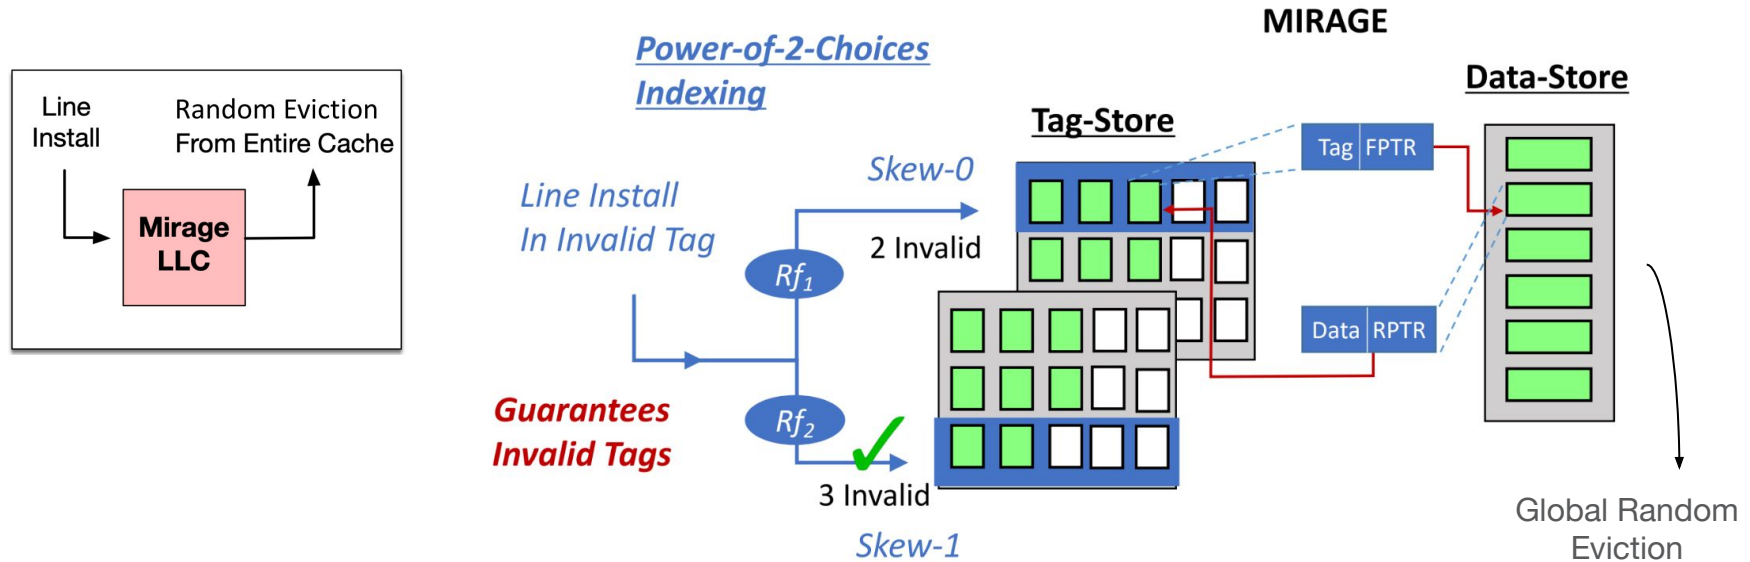 Line
Install
Random Eviction
From Entire Cache
Mirage
LLC
MIRAGE
Power-of-2-Choices
Indexing
Data-Store
Tag-Store
Skew-0
Tag FPTR
Line Install
In Invalid Tag
2 Invalid
Rf1
Data RPTR
Guarantees
Invalid Tags
Rf2
3 Invalid
Skew-1
Global Random
Eviction